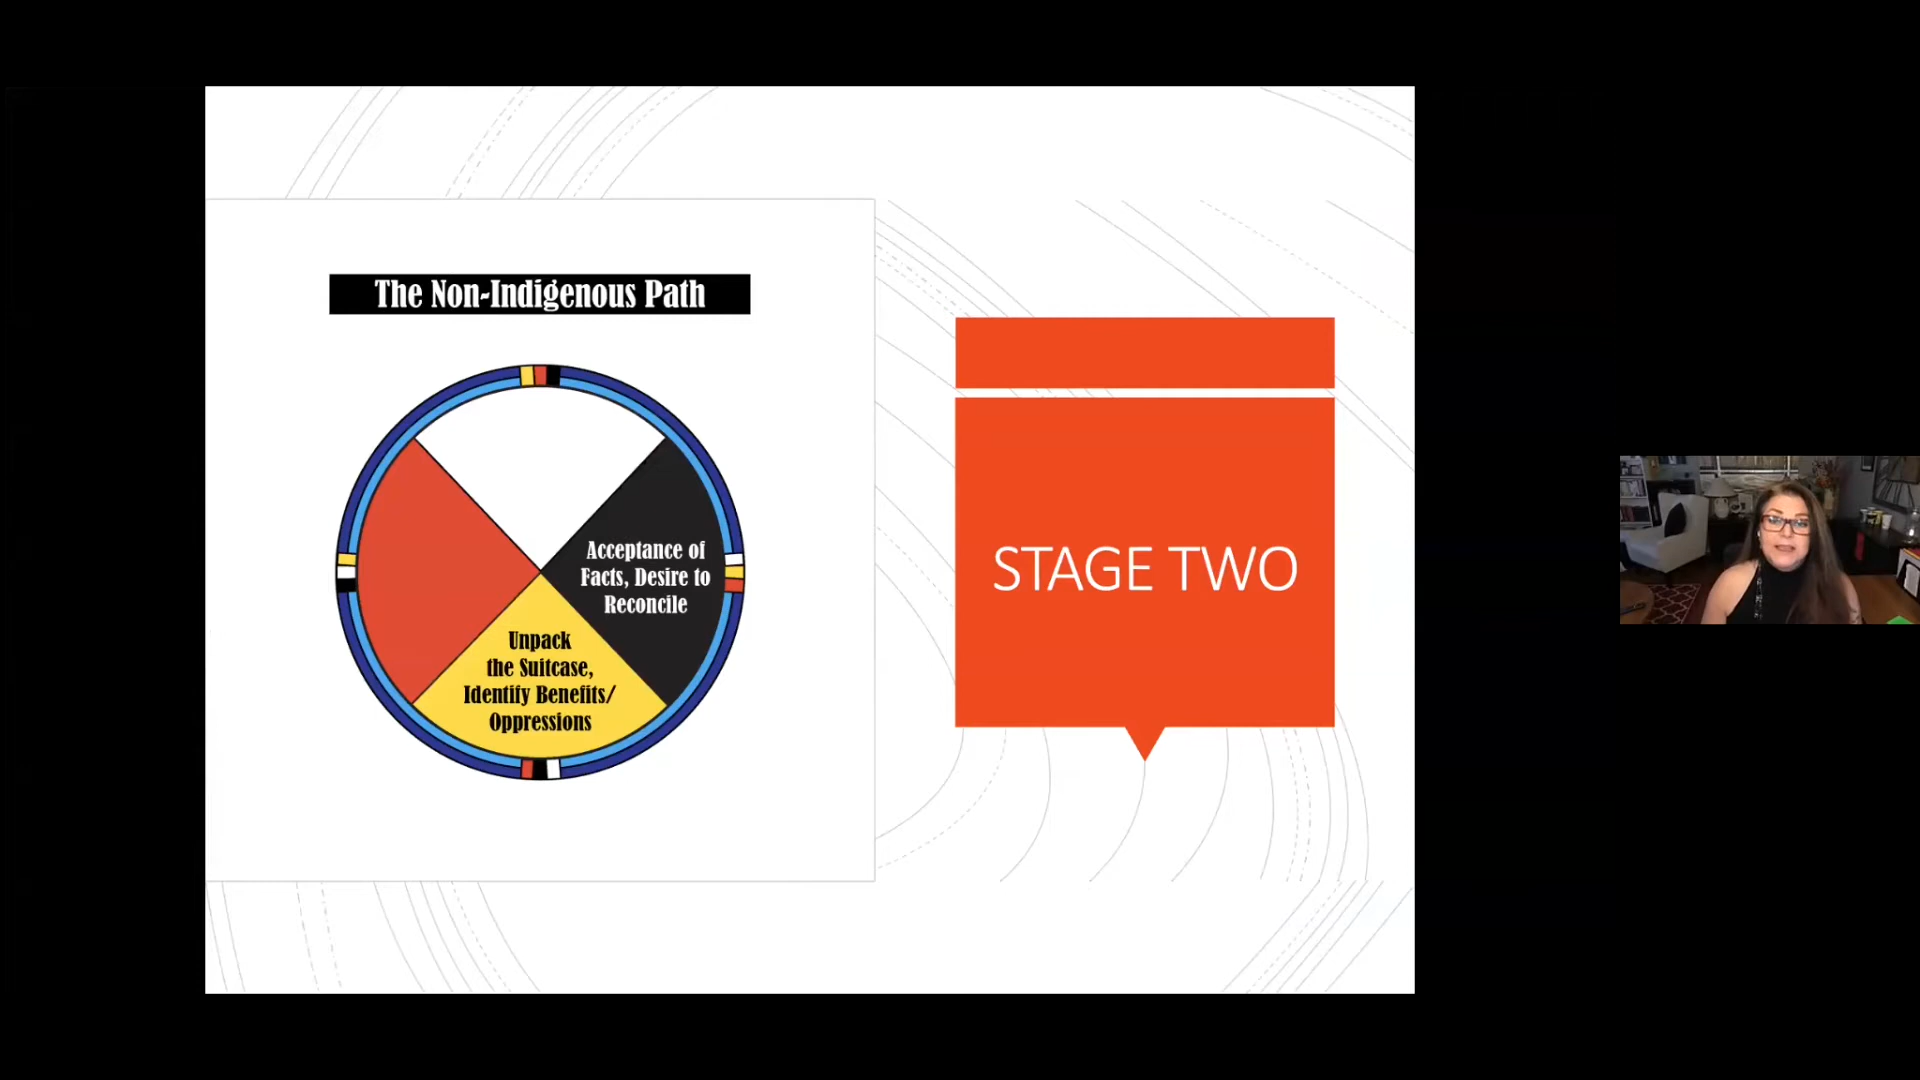 The Non-Indigenous Path
Acceptance of
Facts, Desire to
Reconcile
Unpack
the Suitcase,
Identify Benefits/
Oppressions
STAGE TWO